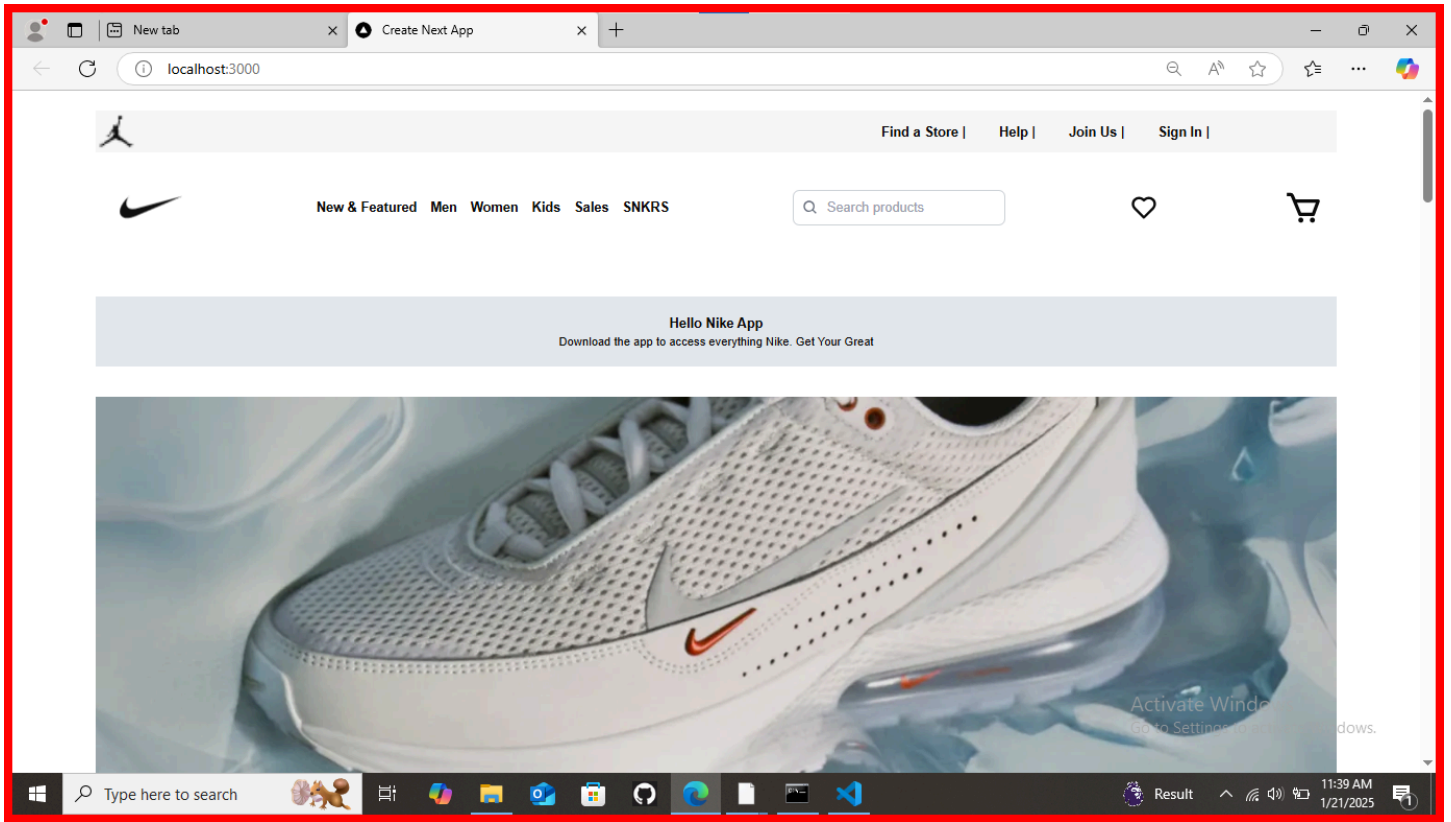 New tab
Create Next App
localhost:3000
Find a Store | Help | Join Us | Sign In |
New & Featured Men Women Kids Sales SNKRS
Search products
Hello Nike App
Download the app to access everything Nike. Get Your Great
Activate Windo
Go to Settings to dows.
Type here to search
Result
11:39 AM
1/21/2025
1